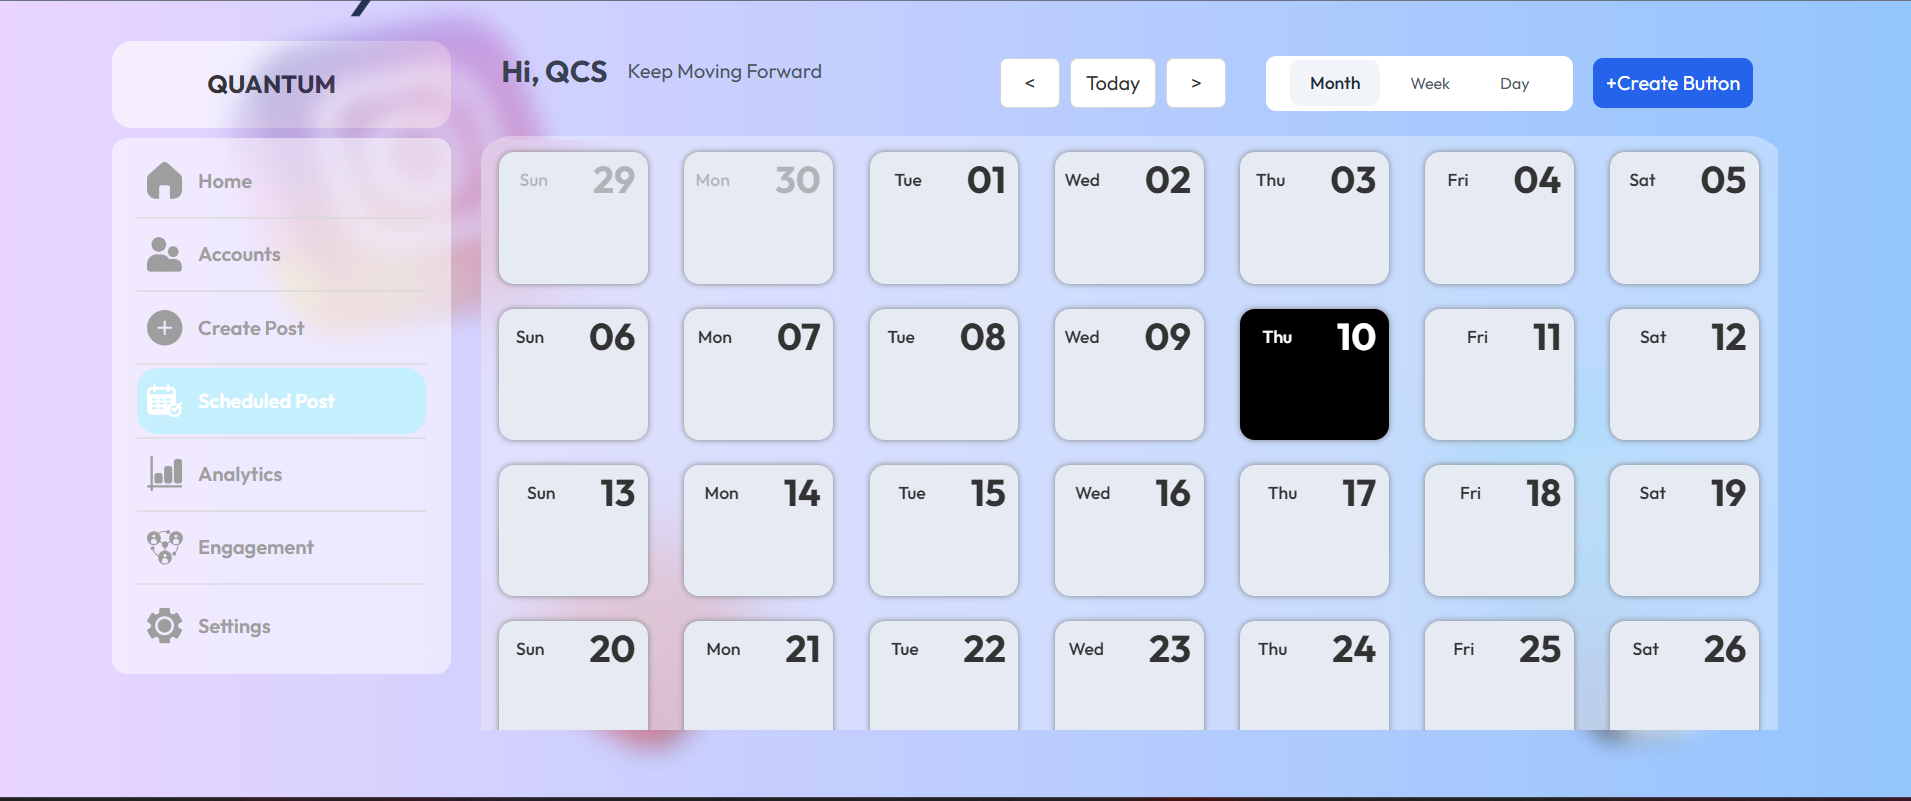 QUANTUM
Hi, QCS Keep Moving Forward
< Today > Month Week Day +Create Button
Home
Accounts
Create Post
Scheduled Post
Analytics
Engagement
Settings
Sun 29 Mon 30 Tue 01 Wed 02 Thu 03 Fri 04 Sat 05
Sun 06 Mon 07 Tue 08 Wed 09 Thu 10 Fri 11 Sat 12
Sun 13 Mon 14 Tue 15 Wed 16 Thu 17 Fri 18 Sat 19
Sun 20 Mon 21 Tue 22 Wed 23 Thu 24 Fri 25 Sat 26